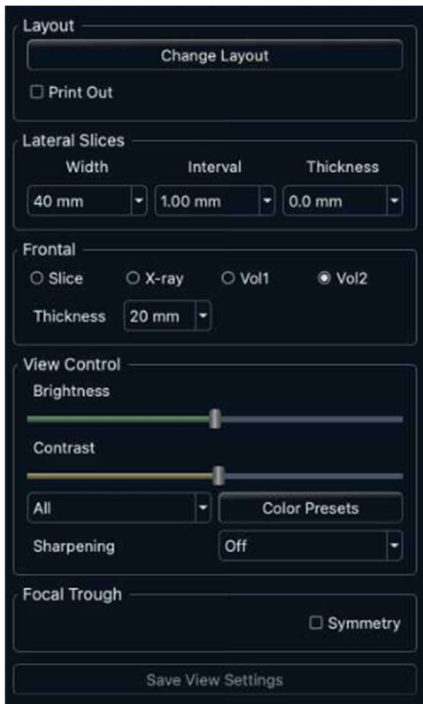 Layout
Change Layout
Print Out
Lateral Slices
Width Interval Thickness
40 mm 1.00 mm 0.0 mm
Frontal
Slice X-ray Vol1 Vol2
Thickness 20 mm
View Control
Brightness
Contrast
All Color Presets
Sharpening Off
Focal Trough
Symmetry
Save View Settings